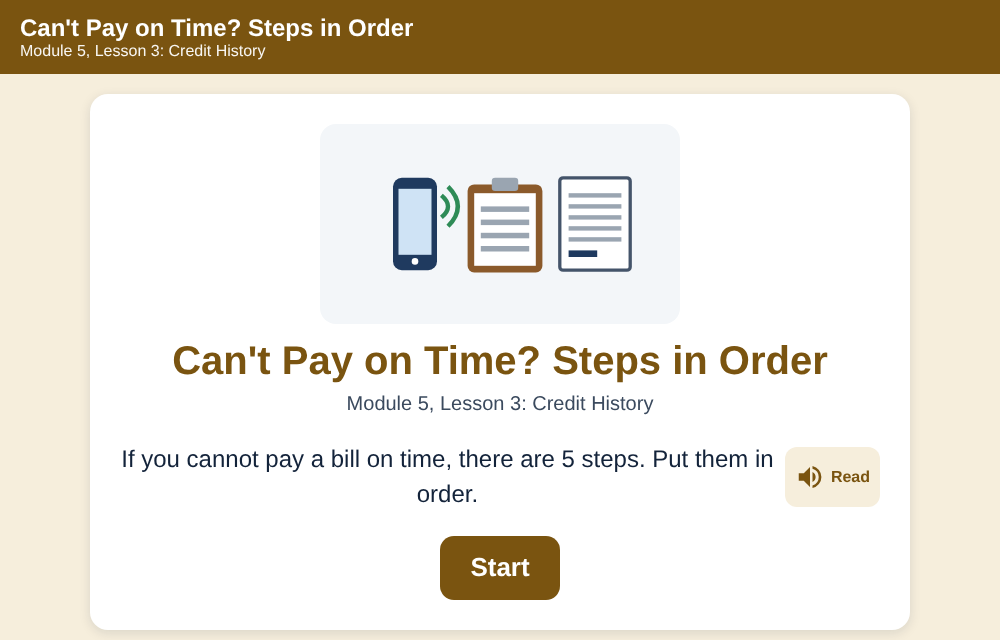 Can't Pay on Time? Steps in Order
Module 5, Lesson 3: Credit History
Can't Pay on Time? Steps in Order
Module 5, Lesson 3: Credit History
If you cannot pay a bill on time, there are 5 steps. Put them in
order.
Read
Start